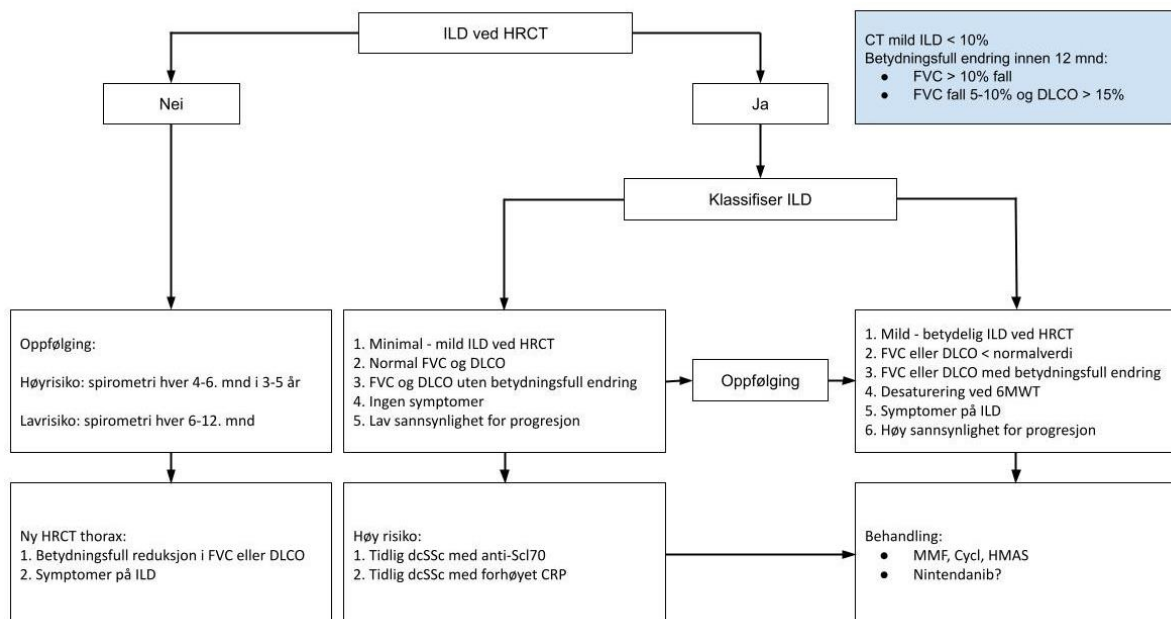 ILD ved HRCT
CT mild ILD < 10%
Betydningsfull endring innen 12 mnd:
● FVC > 10% fall
● FVC fall 5-10% og DLCO > 15%
Nei
Ja
Klassifiser ILD
Oppfølging:
Høyrisiko: spirometri hver 4-6. mnd i 3-5 år
Lavrisiko: spirometri hver 6-12. mnd
1. Minimal - mild ILD ved HRCT
2. Normal FVC og DLCO
3. FVC og DLCO uten betydningsfull endring
4. Ingen symptomer
5. Lav sannsynlighet for progresjon
Oppfølging
1. Mild - betydelig ILD ved HRCT
2. FVC eller DLCO < normalverdi
3. FVC eller DLCO med betydningsfull endring
4. Desaturering ved 6MWT
5. Symptomer på ILD
6. Høy sannsynlighet for progresjon
Ny HRCT thorax:
1. Betydningsfull reduksjon i FVC eller DLCO
2. Symptomer på ILD
Høy risiko:
1. Tidlig dcSSc med anti-Scl70
2. Tidlig dcSSc med forhøyet CRP
Behandling:
● MMF, Cycl, HMAS
● Nintendanib?